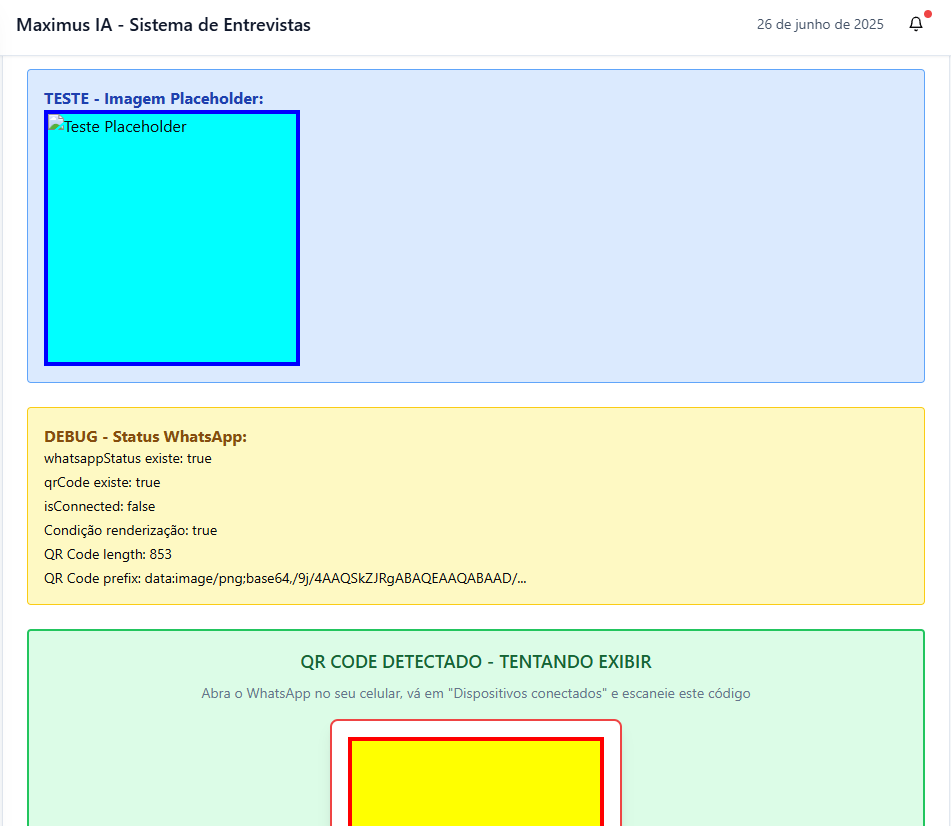 Maximus IA - Sistema de Entrevistas
26 de junho de 2025
TESTE - Imagem Placeholder:
Teste Placeholder
DEBUG - Status WhatsApp:
whatsappStatus existe: true
qrCode existe: true
isConnected: false
Condição renderização: true
QR Code length: 853
QR Code prefix: data:image/png;base64,/9j/4AAQSkZJRgABAQEAAQABAAD/...
QR CODE DETECTADO - TENTANDO EXIBIR
Abra o WhatsApp no seu celular, vá em "Dispositivos conectados" e escaneie este código